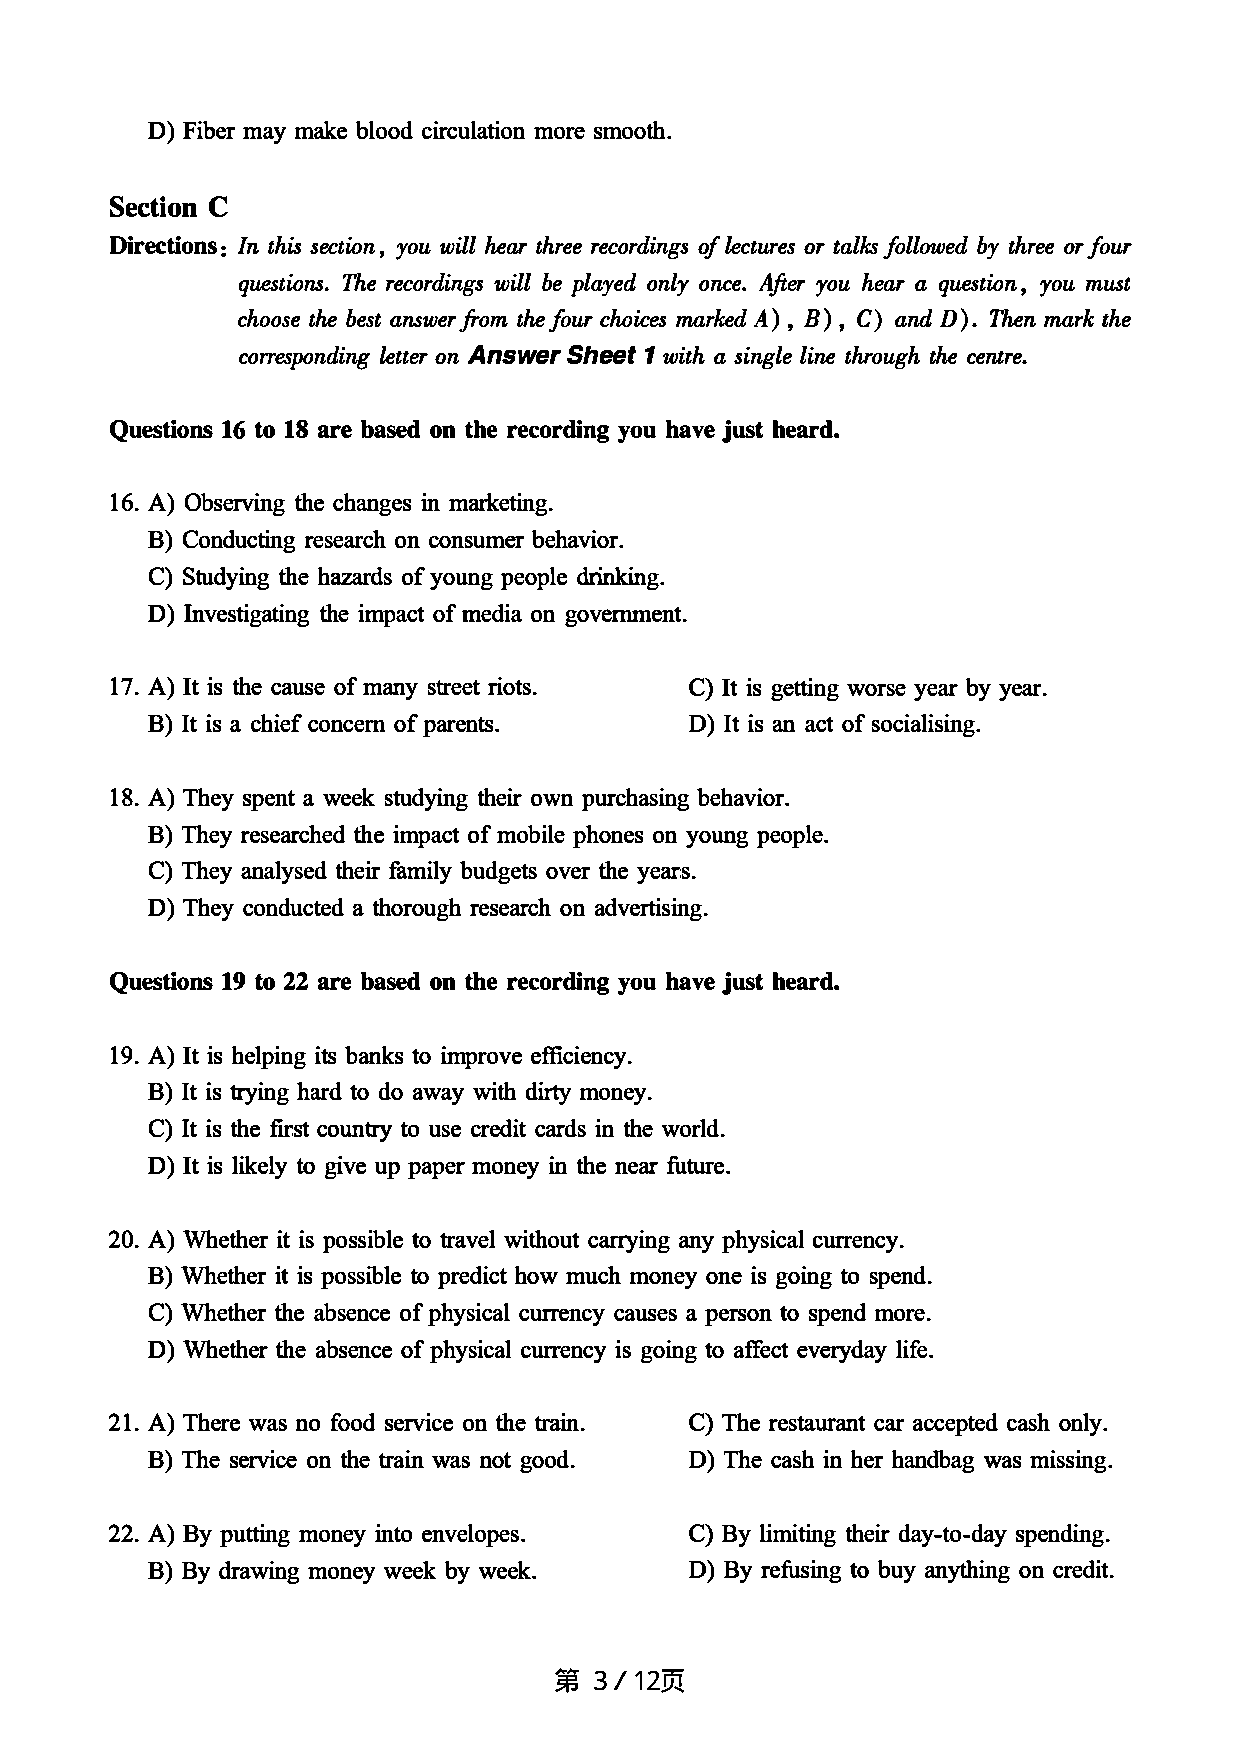 D) Fiber may make blood circulation more smooth.
Section C
Directions: In this section, you will hear three recordings of lectures or talks followed by three or four
questions. The recordings will be played only once. After you hear a question, you must
choose the best answer from the four choices marked A), B), C) and D). Then mark the
corresponding letter on Answer Sheet 1 with a single line through the centre.
Questions 16 to 18 are based on the recording you have just heard.
16. A) Observing the changes in marketing.
B) Conducting research on consumer behavior.
C) Studying the hazards of young people drinking.
D) Investigating the impact of media on government.
17. A) It is the cause of many street riots.
B) It is a chief concern of parents.
C) It is getting worse year by year.
D) It is an act of socialising.
18. A) They spent a week studying their own purchasing behavior.
B) They researched the impact of mobile phones on young people.
C) They analysed their family budgets over the years.
D) They conducted a thorough research on advertising.
Questions 19 to 22 are based on the recording you have just heard.
19. A) It is helping its banks to improve efficiency.
B) It is trying hard to do away with dirty money.
C) It is the first country to use credit cards in the world.
D) It is likely to give up paper money in the near future.
20. A) Whether it is possible to travel without carrying any physical currency.
B) Whether it is possible to predict how much money one is going to spend.
C) Whether the absence of physical currency causes a person to spend more.
D) Whether the absence of physical currency is going to affect everyday life.
21. A) There was no food service on the train.
B) The service on the train was not good.
C) The restaurant car accepted cash only.
D) The cash in her handbag was missing.
22. A) By putting money into envelopes.
B) By drawing money week by week.
C) By limiting their day-to-day spending.
D) By refusing to buy anything on credit.
第 3 / 12页